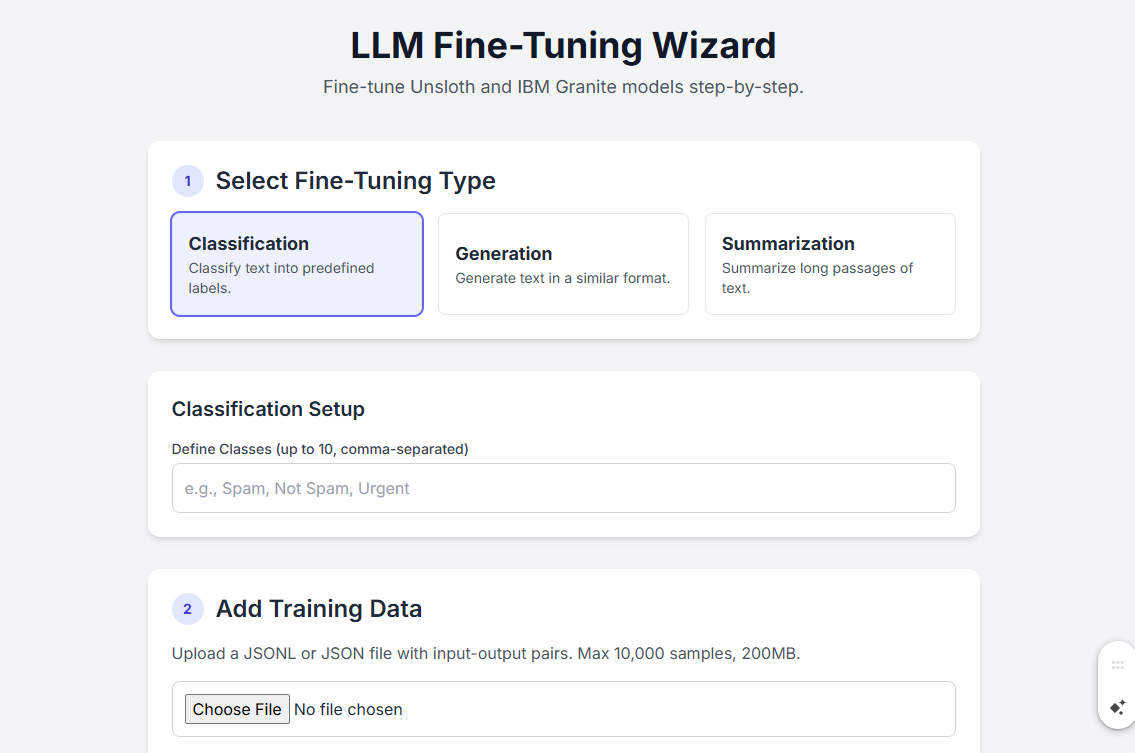 LLM Fine-Tuning Wizard
Fine-tune Unsloth and IBM Granite models step-by-step.
1 Select Fine-Tuning Type
Classification
Classify text into predefined
labels.
Generation
Generate text in a similar format.
Summarization
Summarize long passages of
text.
Classification Setup
Define Classes (up to 10, comma-separated)
e.g., Spam, Not Spam, Urgent
2 Add Training Data
Upload a JSONL or JSON file with input-output pairs. Max 10,000 samples, 200MB.
Choose File No file chosen